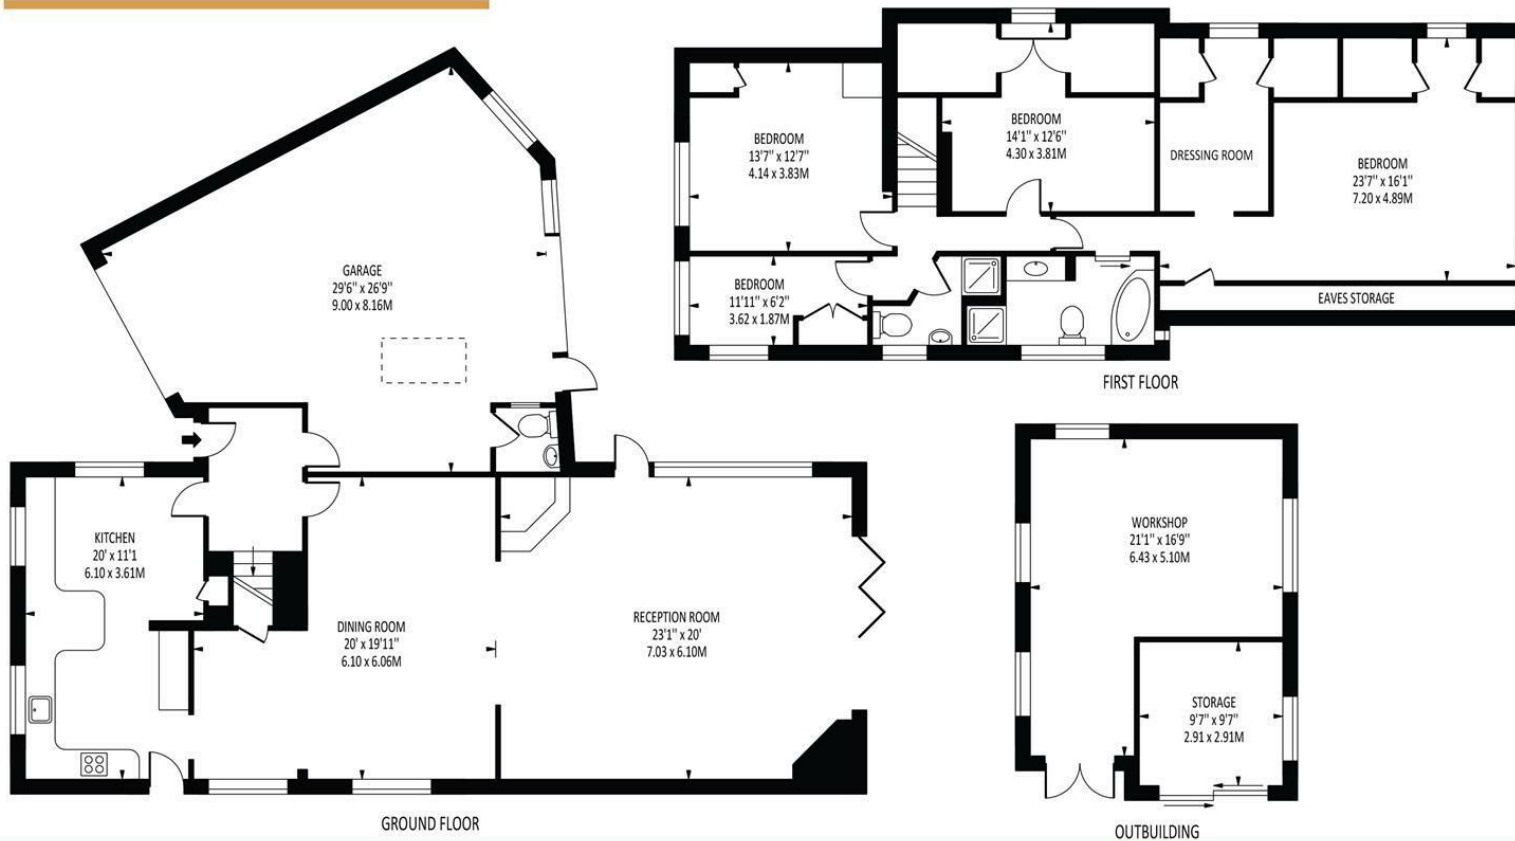 GARAGE
29'6" x 26'9"
9.00 x 8.16M
KITCHEN
20' x 11'1
6.10 x 3.61M
DINING ROOM
20' x 19'11"
6.10 x 6.06M
RECEPTION ROOM
23'1" x 20'
7.03 x 6.10M
GROUND FLOOR
BEDROOM
13'7" x 12'7"
4.14 x 3.83M
BEDROOM
14'1" x 12'6"
4.30 x 3.81M
DRESSING ROOM
BEDROOM
23'7" x 16'1"
7.20 x 4.89M
BEDROOM
11'11" x 6'2"
3.62 x 1.87M
EAVES STORAGE
FIRST FLOOR
WORKSHOP
21'1" x 16'9"
6.43 x 5.10M
STORAGE
9'7" x 9'7"
2.91 x 2.91M
OUTBUILDING